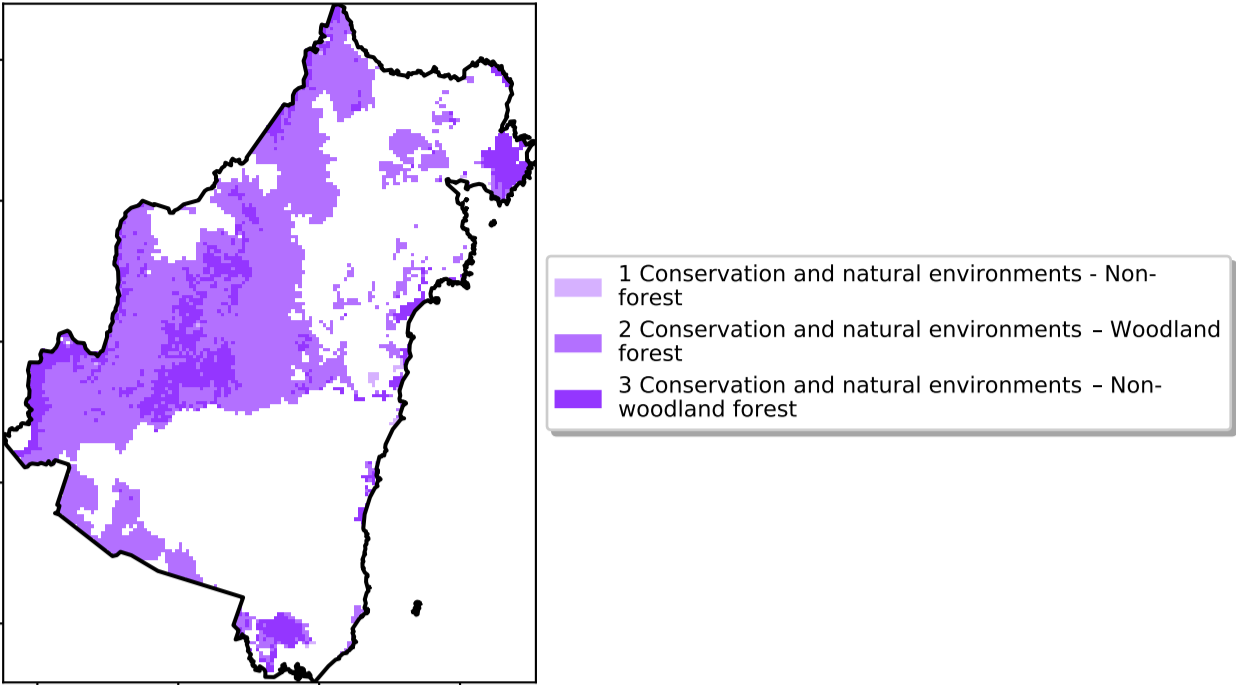 1 Conservation and natural environments - Non-
forest
2 Conservation and natural environments – Woodland
forest
3 Conservation and natural environments – Non-
woodland forest